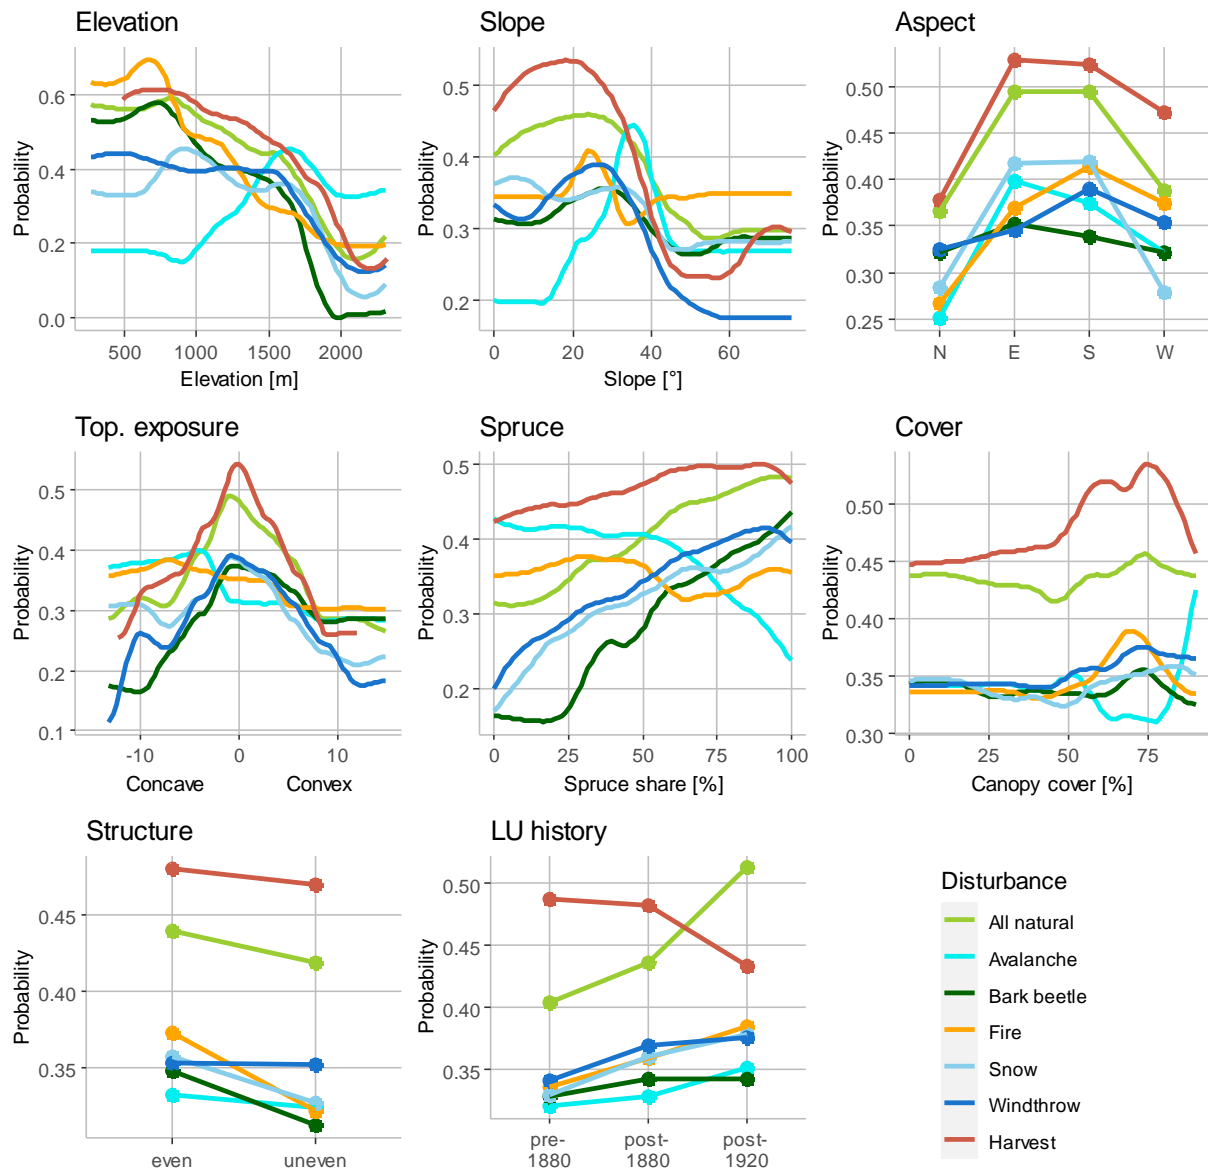 Elevation
Probability
0.6
0.4
0.2
0.0
500 1000 1500 2000
Elevation [m]
Slope
Probability
0.5
0.4
0.3
0.2
0 20 40 60
Slope [°]
Aspect
Probability
0.50
0.45
0.40
0.35
0.30
0.25
N E S W
Top. exposure
Probability
0.5
0.4
0.3
0.2
0.1
-10 0 10
Concave Convex
Spruce
Probability
0.5
0.4
0.3
0.2
0 25 50 75 100
Spruce share [%]
Cover
Probability
0.50
0.45
0.40
0.35
0.30
0 25 50 75
Canopy cover [%]
Structure
Probability
0.45
0.40
0.35
even uneven
LU history
Probability
0.50
0.45
0.40
0.35
pre- post- post-
1880 1880 1920
Disturbance
All natural
Avalanche
Bark beetle
Fire
Snow
Windthrow
Harvest